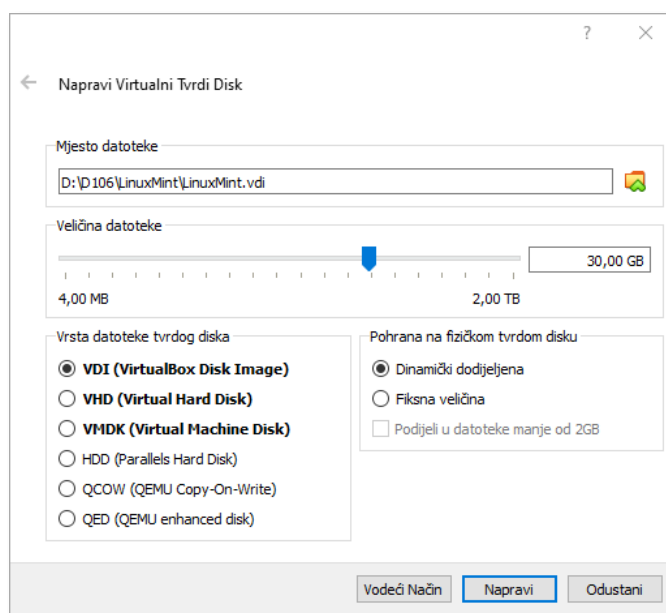 ?
Napravi Virtualni Tvrdi Disk
Mjesto datoteke
D:\D106\LinuxMint\LinuxMint.vdi
Veličina datoteke
30,00 GB
4,00 MB 2,00 TB
Vrsta datoteke tvrdog diska
VDI (VirtualBox Disk Image)
VHD (Virtual Hard Disk)
VMDK (Virtual Machine Disk)
HDD (Parallels Hard Disk)
QCOW (QEMU Copy-On-Write)
QED (QEMU enhanced disk)
Pohrana na fizičkom tvrdom disku
Dinamički dodijeljena
Fiksna veličina
Podijeli u datoteke manje od 2GB
Vodeći Način Napravi Odustani